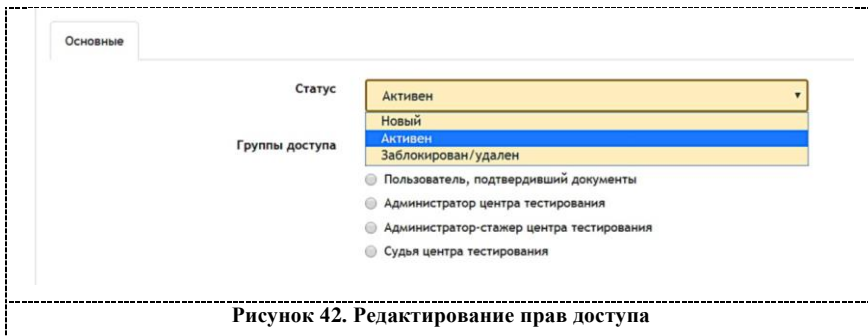 Основные
Статус
Активен
Новый
Активен
Группы доступа
Заблокирован/удален
Пользователь, подтвердивший документы
Администратор центра тестирования
Администратор-стажер центра тестирования
Судья центра тестирования
Рисунок 42. Редактирование прав доступа